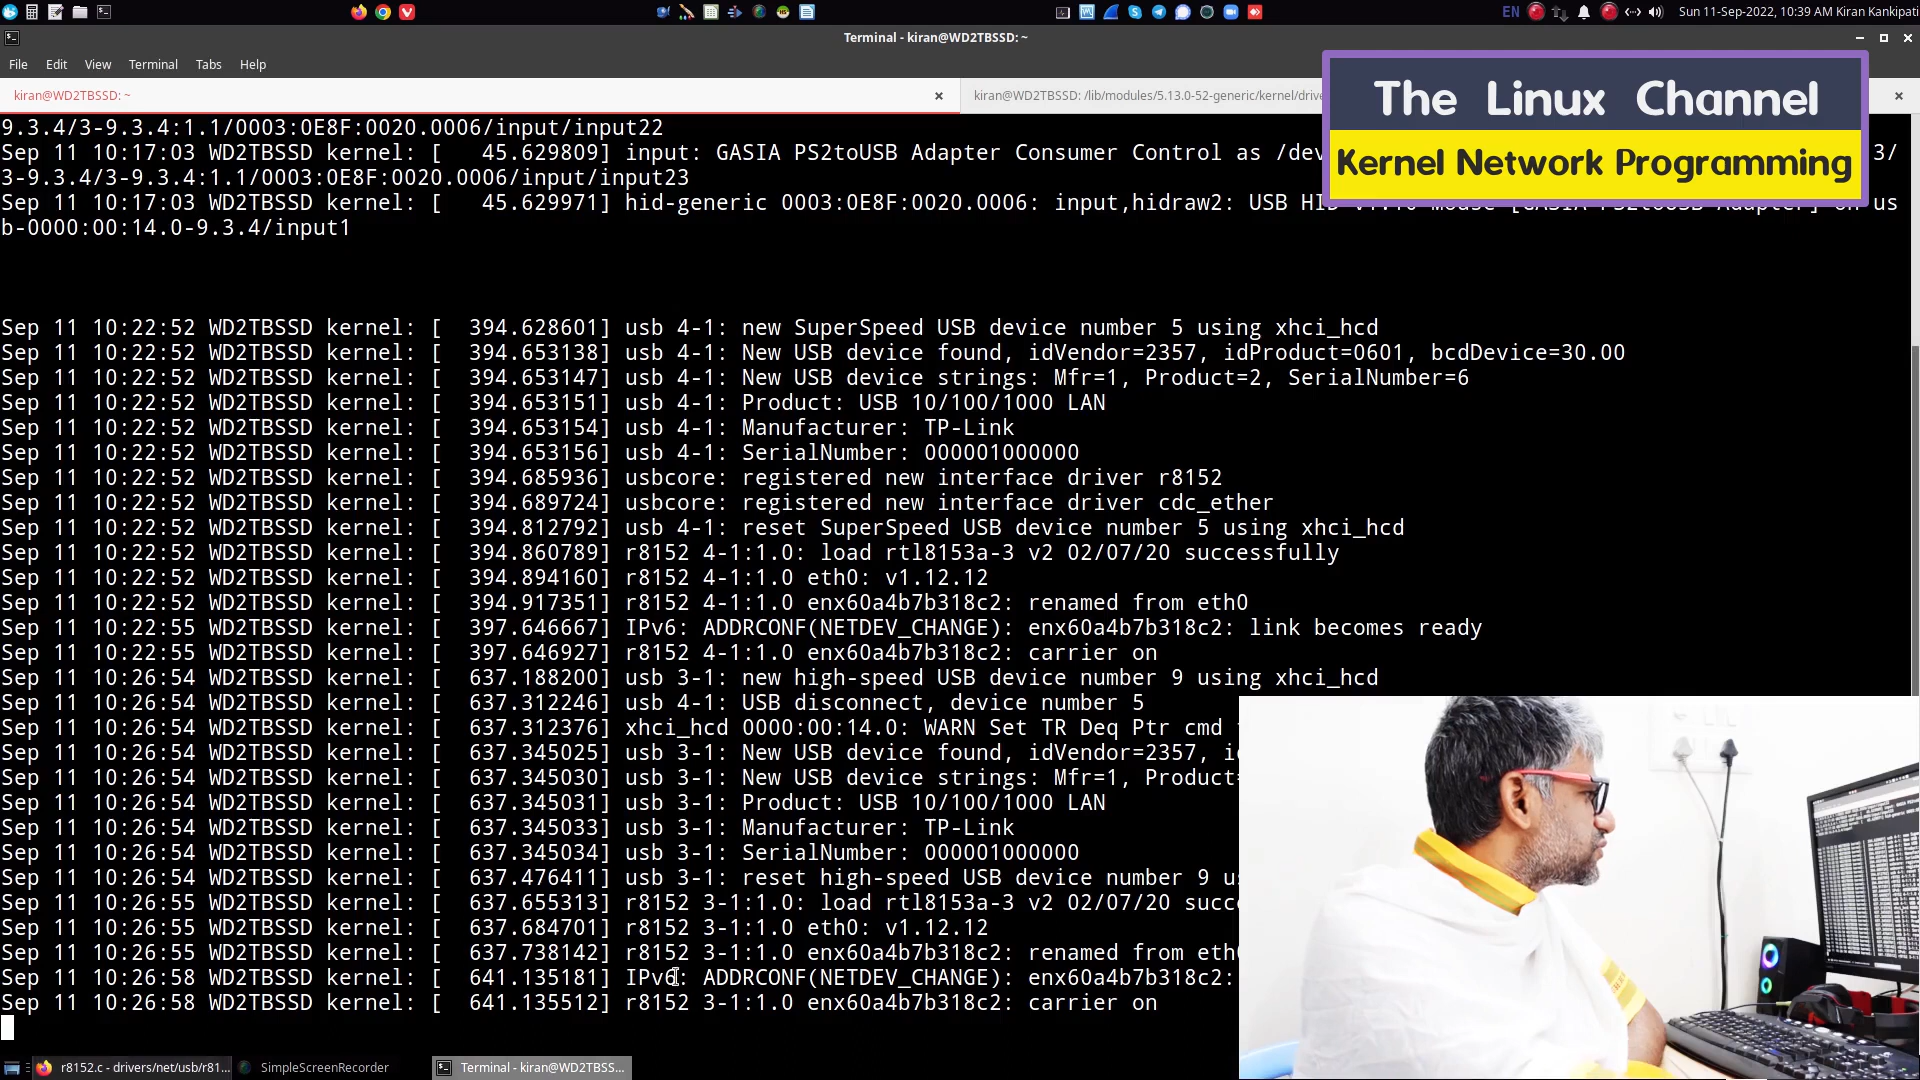 EN
Sun 11-Sep-2022, 10:39 AM Kiran Kankipati
Terminal - kiran@WD2TBSSD: ~
File Edit View Terminal Tabs Help
kiran@WD2TBSSD: ~
kiran@WD2TBSSD: /lib/modules/5.13.0-52-generic/kernel/drive
The Linux Channel
Kernel Network Programming
9.3.4/3-9.3.4:1.1/0003:0E8F:0020.0006/input/input22
Sep 11 10:17:03 WD2TBSSD kernel: [   45.629809] input: GASIA PS2toUSB Adapter Consumer Control as /dev 3/
3-9.3.4/3-9.3.4:1.1/0003:0E8F:0020.0006/input/input23
Sep 11 10:17:03 WD2TBSSD kernel: [   45.629971] hid-generic 0003:0E8F:0020.0006: input,hidraw2: USB HID v1.10 Mouse [GASIA PS2toUSB Adapter] on us
b-0000:00:14.0-9.3.4/input1
Sep 11 10:22:52 WD2TBSSD kernel: [  394.628601] usb 4-1: new SuperSpeed USB device number 5 using xhci_hcd
Sep 11 10:22:52 WD2TBSSD kernel: [  394.653138] usb 4-1: New USB device found, idVendor=2357, idProduct=0601, bcdDevice=30.00
Sep 11 10:22:52 WD2TBSSD kernel: [  394.653147] usb 4-1: New USB device strings: Mfr=1, Product=2, SerialNumber=6
Sep 11 10:22:52 WD2TBSSD kernel: [  394.653151] usb 4-1: Product: USB 10/100/1000 LAN
Sep 11 10:22:52 WD2TBSSD kernel: [  394.653154] usb 4-1: Manufacturer: TP-Link
Sep 11 10:22:52 WD2TBSSD kernel: [  394.653156] usb 4-1: SerialNumber: 000001000000
Sep 11 10:22:52 WD2TBSSD kernel: [  394.685936] usbcore: registered new interface driver r8152
Sep 11 10:22:52 WD2TBSSD kernel: [  394.689724] usbcore: registered new interface driver cdc_ether
Sep 11 10:22:52 WD2TBSSD kernel: [  394.812792] usb 4-1: reset SuperSpeed USB device number 5 using xhci_hcd
Sep 11 10:22:52 WD2TBSSD kernel: [  394.860789] r8152 4-1:1.0: load rtl8153a-3 v2 02/07/20 successfully
Sep 11 10:22:52 WD2TBSSD kernel: [  394.894160] r8152 4-1:1.0 eth0: v1.12.12
Sep 11 10:22:52 WD2TBSSD kernel: [  394.917351] r8152 4-1:1.0 enx60a4b7b318c2: renamed from eth0
Sep 11 10:22:55 WD2TBSSD kernel: [  397.646667] IPv6: ADDRCONF(NETDEV_CHANGE): enx60a4b7b318c2: link becomes ready
Sep 11 10:22:55 WD2TBSSD kernel: [  397.646927] r8152 4-1:1.0 enx60a4b7b318c2: carrier on
Sep 11 10:26:54 WD2TBSSD kernel: [  637.188200] usb 3-1: new high-speed USB device number 9 using xhci_hcd
Sep 11 10:26:54 WD2TBSSD kernel: [  637.312246] usb 4-1: USB disconnect, device number 5
Sep 11 10:26:54 WD2TBSSD kernel: [  637.312376] xhci_hcd 0000:00:14.0: WARN Set TR Deq Ptr cmd
Sep 11 10:26:54 WD2TBSSD kernel: [  637.345025] usb 3-1: New USB device found, idVendor=2357, i
Sep 11 10:26:54 WD2TBSSD kernel: [  637.345030] usb 3-1: New USB device strings: Mfr=1, Product=
Sep 11 10:26:54 WD2TBSSD kernel: [  637.345031] usb 3-1: Product: USB 10/100/1000 LAN
Sep 11 10:26:54 WD2TBSSD kernel: [  637.345033] usb 3-1: Manufacturer: TP-Link
Sep 11 10:26:54 WD2TBSSD kernel: [  637.345034] usb 3-1: SerialNumber: 000001000000
Sep 11 10:26:54 WD2TBSSD kernel: [  637.476411] usb 3-1: reset high-speed USB device number 9 u
Sep 11 10:26:55 WD2TBSSD kernel: [  637.655313] r8152 3-1:1.0: load rtl8153a-3 v2 02/07/20 succ
Sep 11 10:26:55 WD2TBSSD kernel: [  637.684701] r8152 3-1:1.0 eth0: v1.12.12
Sep 11 10:26:55 WD2TBSSD kernel: [  637.738142] r8152 3-1:1.0 enx60a4b7b318c2: renamed from eth
Sep 11 10:26:58 WD2TBSSD kernel: [  641.135181] IPv6: ADDRCONF(NETDEV_CHANGE): enx60a4b7b318c2:
Sep 11 10:26:58 WD2TBSSD kernel: [  641.135512] r8152 3-1:1.0 enx60a4b7b318c2: carrier on
r8152.c - drivers/net/usb/r81...
SimpleScreenRecorder
Terminal - kiran@WD2TBSS...